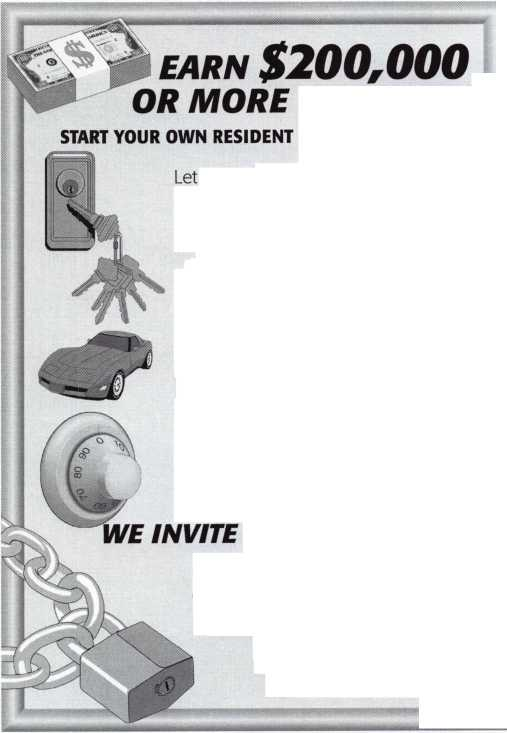 EARN $200,000
OR MORE
START YOUR OWN RESIDENT
Let
WE INVITE